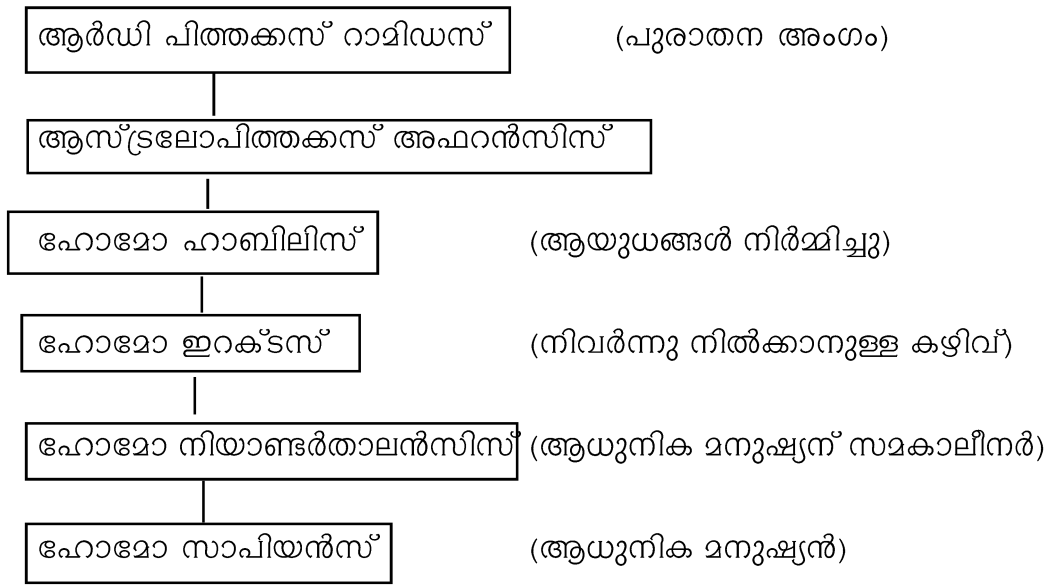 ആർഡി പിത്തക്കസ് റാമിഡസ് (പുരാതന അംഗം)
ആസ്ട്രലോപിത്തക്കസ് അഫറൻസിസ്
ഹോമോ ഹാബിലിസ് (ആയുധങ്ങൾ നിർമ്മിച്ചു)
ഹോമോ ഇറക്ടസ് (നിവർന്നു നിൽക്കാനുള്ള കഴിവ്)
ഹോമോ നിയാണ്ടർതാലൻസിസ് (ആധുനിക മനുഷ്യന് സമകാലീനർ)
ഹോമോ സാപിയൻസ് (ആധുനിക മനുഷ്യൻ)